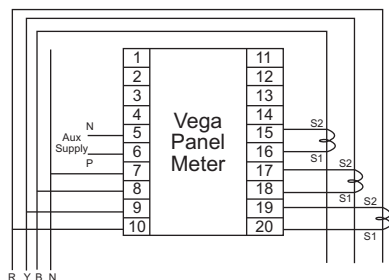 1 11
2 12
3 13
4 14
N 5 15 S2
Aux
Supply
6 16 S1
P
7 17 S2
8 18 S1
9 19 S2
10 20 S1
Vega
Panel
Meter
R Y B N